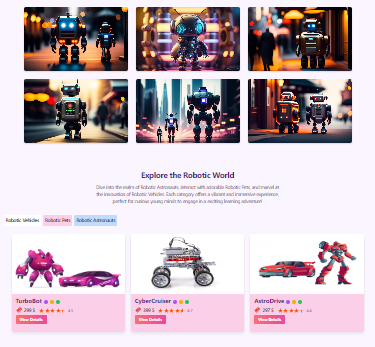 Explore the Robotic World
Dive into the realm of Robotic Astronauts, interact with adorable Robotic Pets, and marvel at
the innovation of Robotic Vehicles. Each category offers a vibrant and immersive experience,
perfect for curious young minds to engage in a exciting learning adventure!
Robotic Vehicles Robotic Pets Robotic Astronauts
TurboBot CyberCruiser AstroDrive
299 $ 4.5 399 $ 4.7 287 $ 4.4
View Details View Details View Details